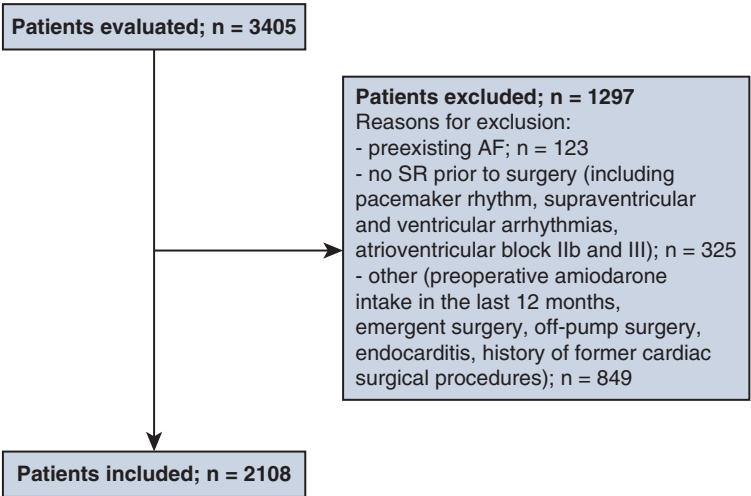 Patients evaluated; n = 3405
Patients excluded; n = 1297
Reasons for exclusion:
- preexisting AF; n = 123
- no SR prior to surgery (including
pacemaker rhythm, supraventricular
and ventricular arrhythmias,
atrioventricular block IIb and III); n = 325
- other (preoperative amiodarone
intake in the last 12 months,
emergent surgery, off-pump surgery,
endocarditis, history of former cardiac
surgical procedures); n = 849
Patients included; n = 2108